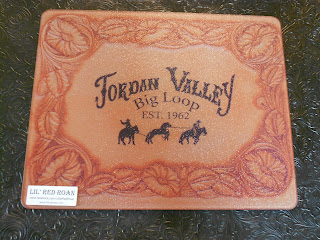 JORDAN VALLEY
Big Loop
EST. 1962
LIL' RED ROAN